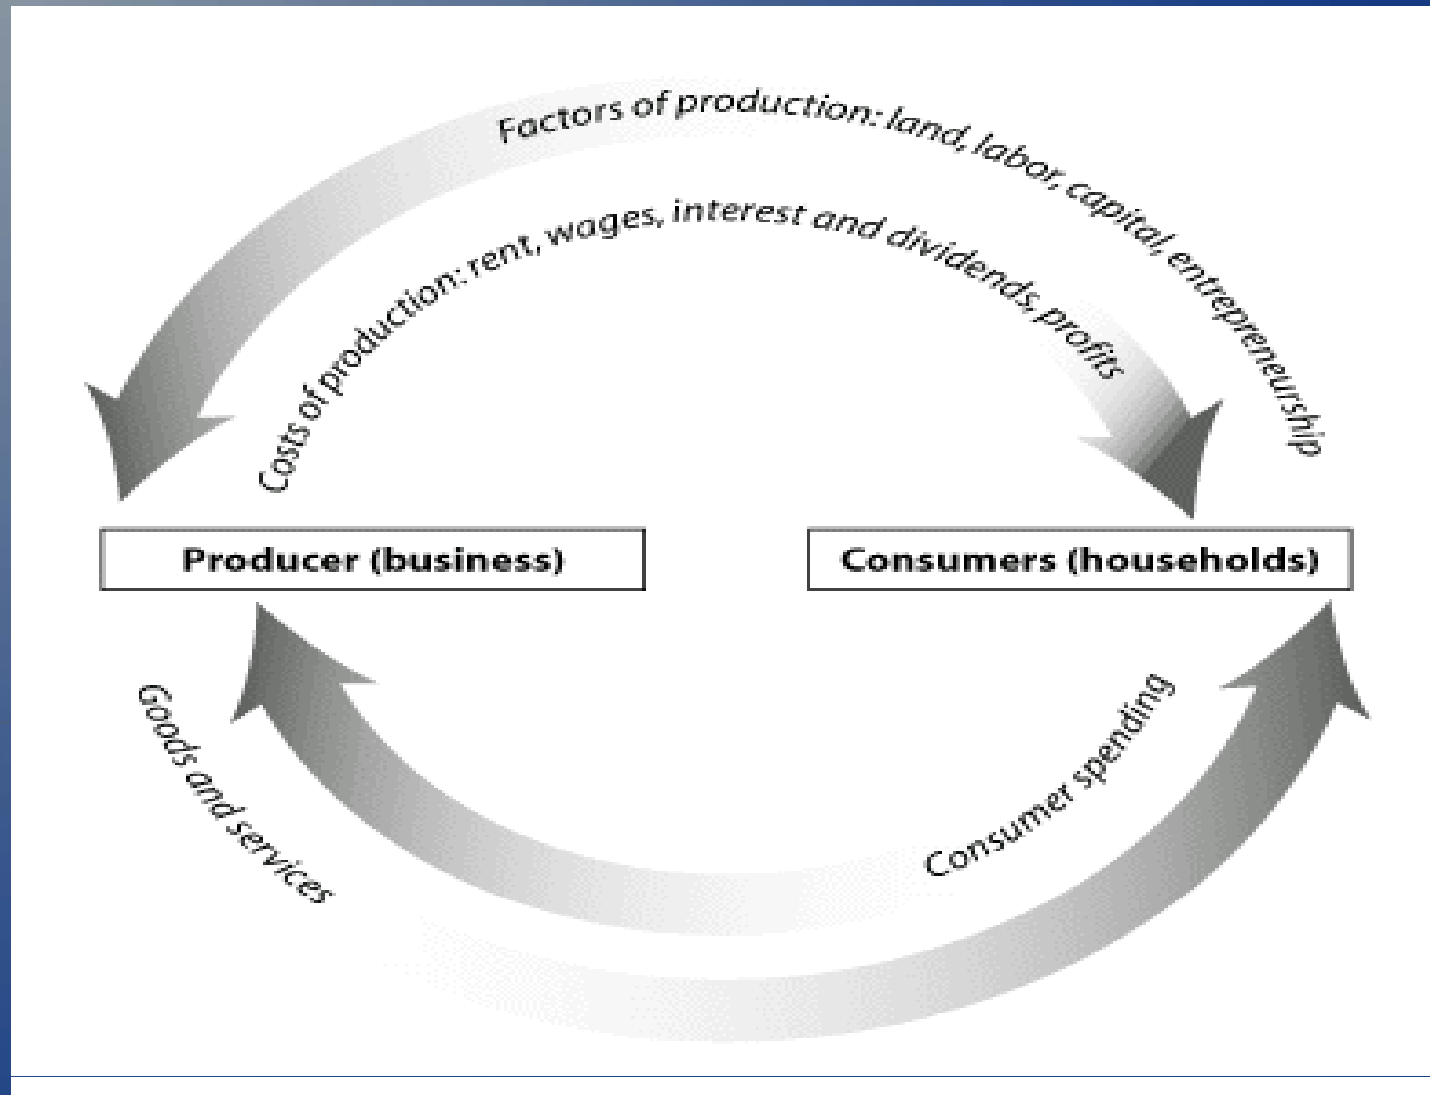 Factors of production: land, labor, capital, entrepreneurship
Costs of production: rent, wages, interest and dividends, profits
Producer (business)
Consumers (households)
Goods and services
Consumer spending